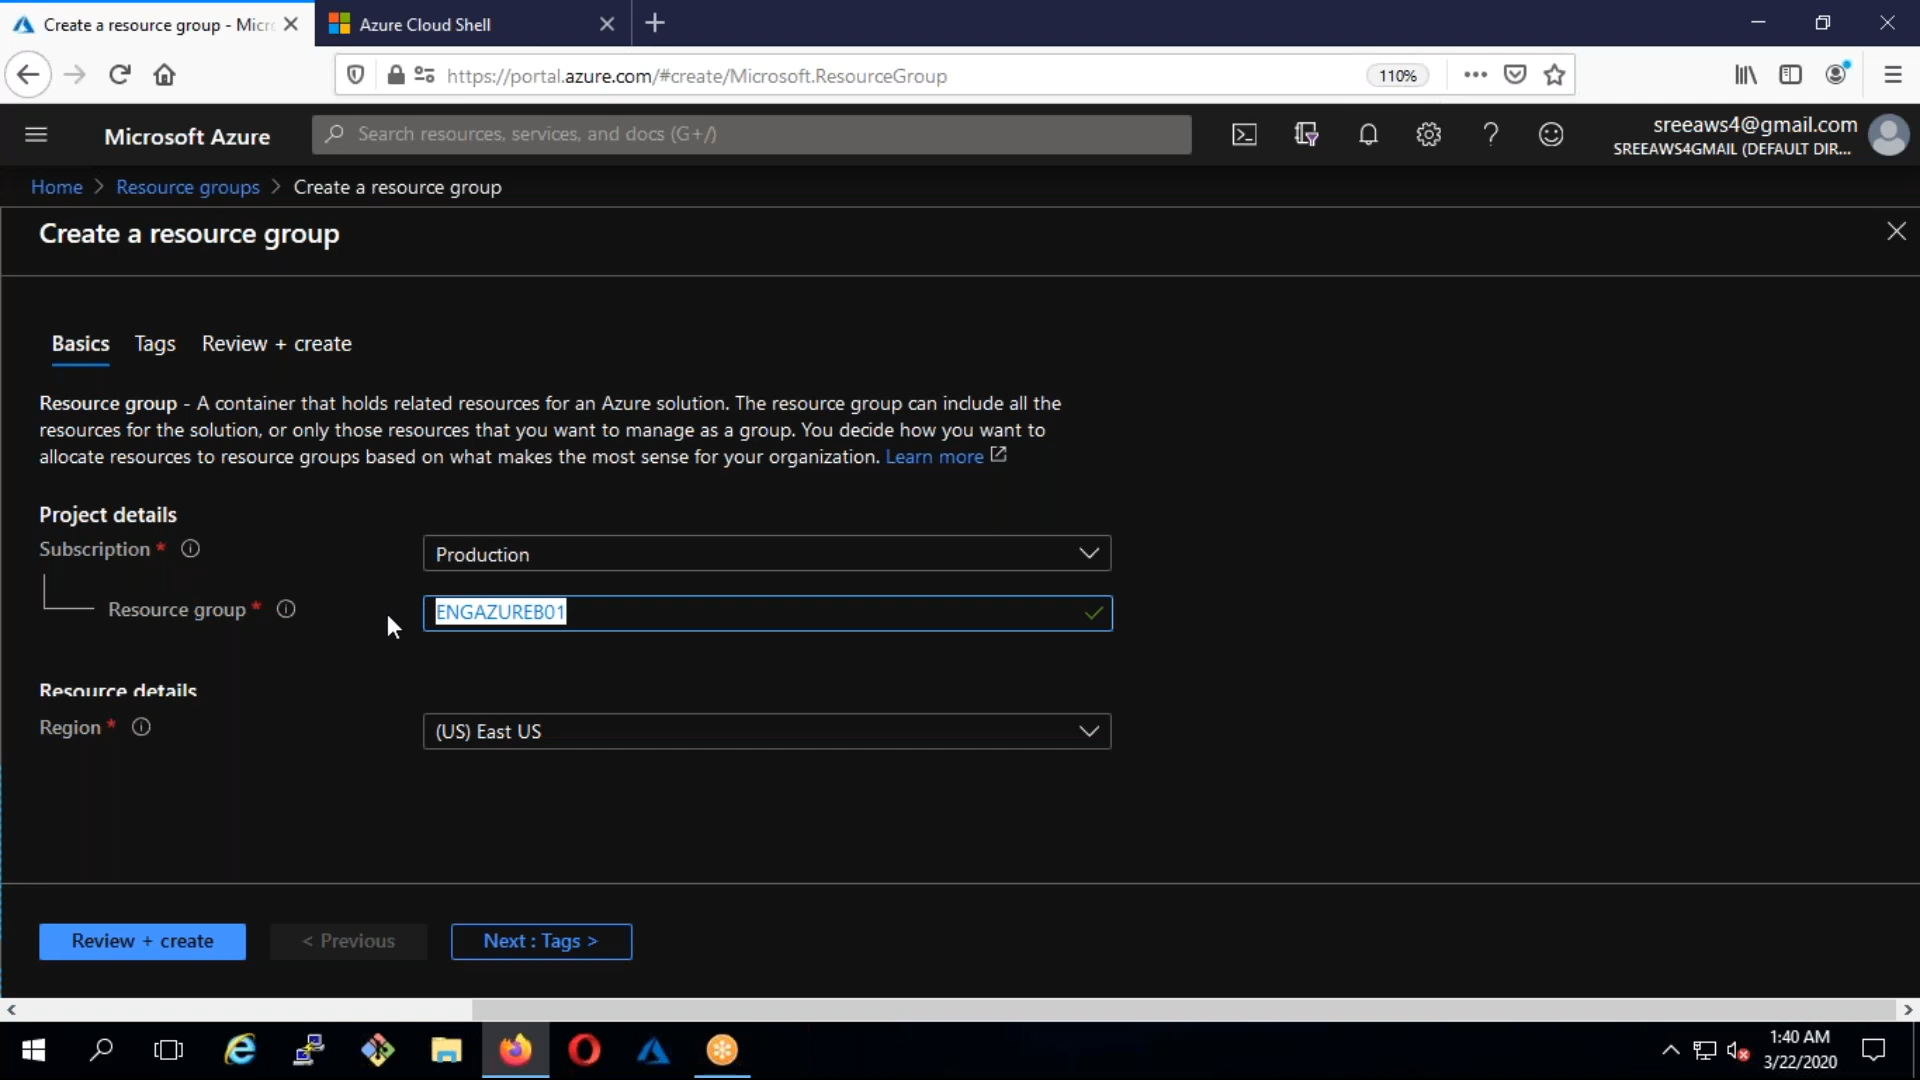 Create a resource group - Micro
Azure Cloud Shell
https://portal.azure.com/#create/Microsoft.ResourceGroup
110%
Microsoft Azure
Search resources, services, and docs (G+/)
sreeaws4@gmail.com
SREEAWS4GMAIL (DEFAULT DIR...
Home > Resource groups > Create a resource group
Create a resource group
Basics
Tags
Review + create
Resource group - A container that holds related resources for an Azure solution. The resource group can include all the
resources for the solution, or only those resources that you want to manage as a group. You decide how you want to
allocate resources to resource groups based on what makes the most sense for your organization. Learn more
Project details
Subscription *
Production
Resource group *
ENGAZUREB01
Resource details
Region *
(US) East US
Review + create
< Previous
Next : Tags >
1:40 AM
3/22/2020